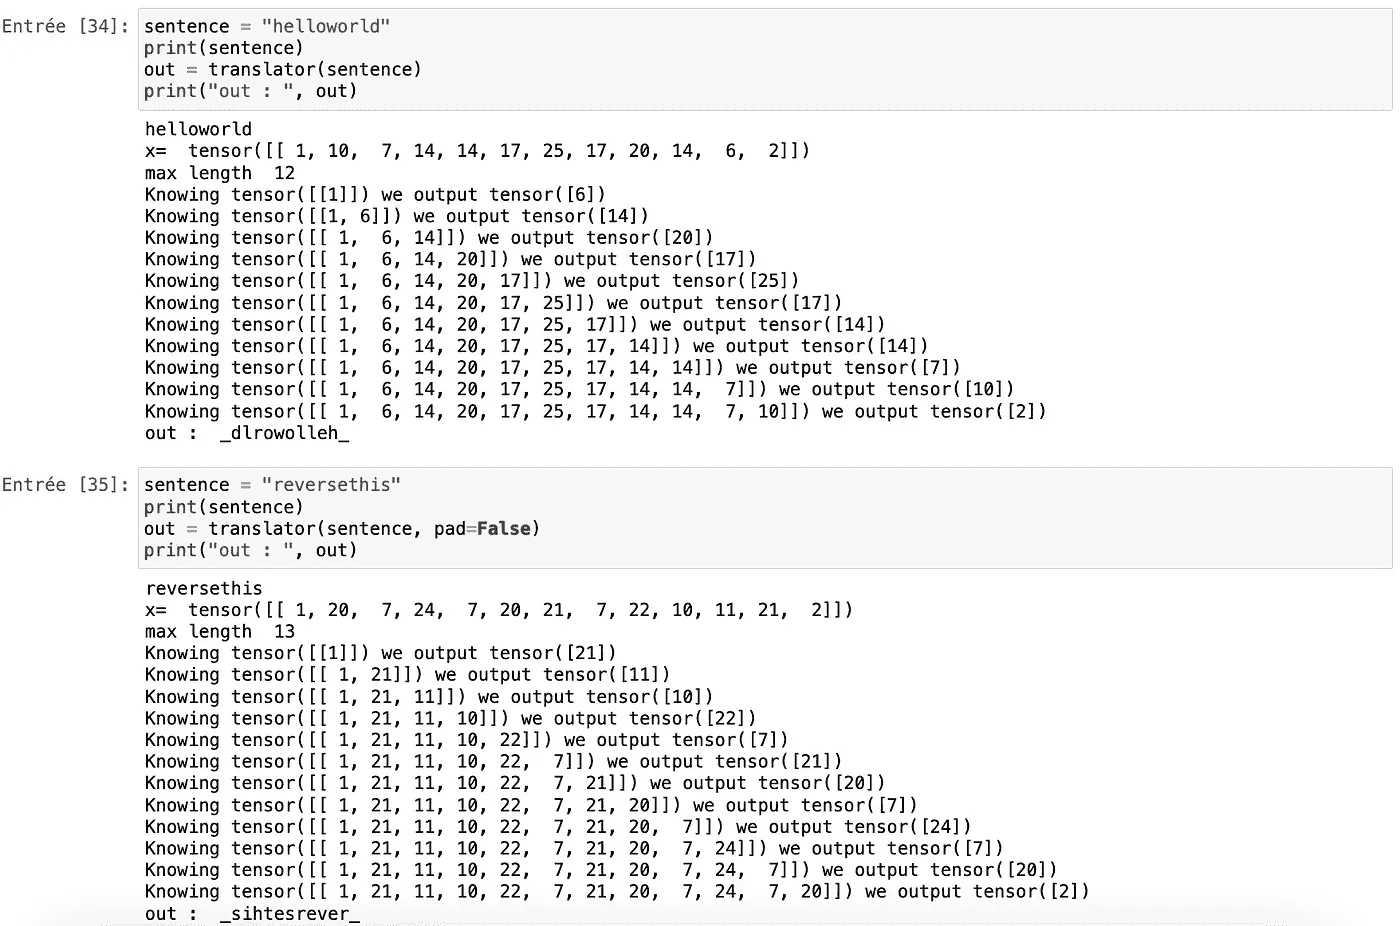 Entrée [34]: sentence = "helloworld"
print(sentence)
out = translator(sentence)
print("out : ", out)
helloworld
x=  tensor([[ 1, 10,  7, 14, 14, 17, 25, 17, 20, 14,  6,  2]])
max length  12
Knowing tensor([[1]]) we output tensor([6])
Knowing tensor([[1, 6]]) we output tensor([14])
Knowing tensor([[ 1,  6, 14]]) we output tensor([20])
Knowing tensor([[ 1,  6, 14, 20]]) we output tensor([17])
Knowing tensor([[ 1,  6, 14, 20, 17]]) we output tensor([25])
Knowing tensor([[ 1,  6, 14, 20, 17, 25]]) we output tensor([17])
Knowing tensor([[ 1,  6, 14, 20, 17, 25, 17]]) we output tensor([14])
Knowing tensor([[ 1,  6, 14, 20, 17, 25, 17, 14]]) we output tensor([14])
Knowing tensor([[ 1,  6, 14, 20, 17, 25, 17, 14, 14]]) we output tensor([7])
Knowing tensor([[ 1,  6, 14, 20, 17, 25, 17, 14, 14,  7]]) we output tensor([10])
Knowing tensor([[ 1,  6, 14, 20, 17, 25, 17, 14, 14,  7, 10]]) we output tensor([2])
out :  _dlrowolleh_
Entrée [35]: sentence = "reversethis"
print(sentence)
out = translator(sentence, pad=False)
print("out : ", out)
reversethis
x=  tensor([[ 1, 20,  7, 24,  7, 20, 21,  7, 22, 10, 11, 21,  2]])
max length  13
Knowing tensor([[1]]) we output tensor([21])
Knowing tensor([[ 1, 21]]) we output tensor([11])
Knowing tensor([[ 1, 21, 11]]) we output tensor([10])
Knowing tensor([[ 1, 21, 11, 10]]) we output tensor([22])
Knowing tensor([[ 1, 21, 11, 10, 22]]) we output tensor([7])
Knowing tensor([[ 1, 21, 11, 10, 22,  7]]) we output tensor([21])
Knowing tensor([[ 1, 21, 11, 10, 22,  7, 21]]) we output tensor([20])
Knowing tensor([[ 1, 21, 11, 10, 22,  7, 21, 20]]) we output tensor([7])
Knowing tensor([[ 1, 21, 11, 10, 22,  7, 21, 20,  7]]) we output tensor([24])
Knowing tensor([[ 1, 21, 11, 10, 22,  7, 21, 20,  7, 24]]) we output tensor([7])
Knowing tensor([[ 1, 21, 11, 10, 22,  7, 21, 20,  7, 24,  7]]) we output tensor([20])
Knowing tensor([[ 1, 21, 11, 10, 22,  7, 21, 20,  7, 24,  7, 20]]) we output tensor([2])
out :  _sihtesrever_